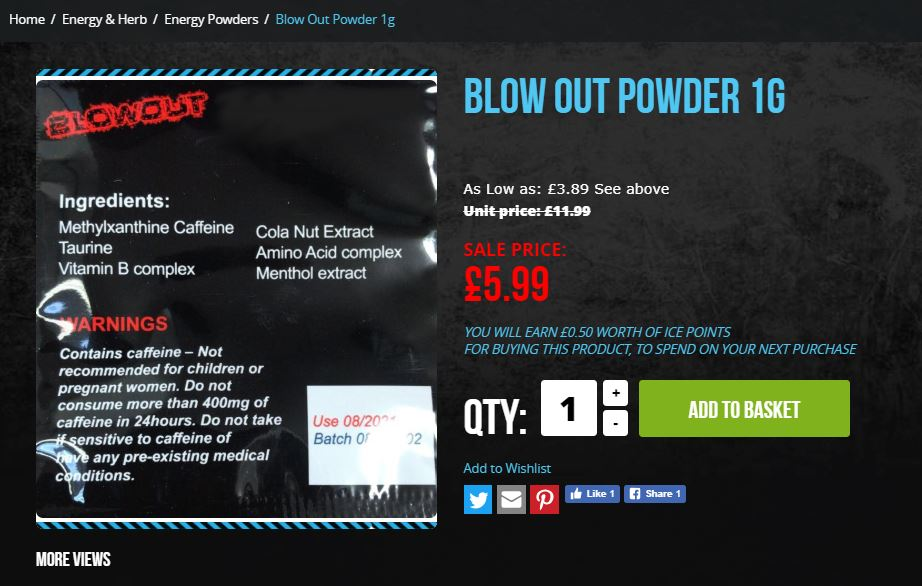 Home / Energy & Herb / Energy Powders / Blow Out Powder 1g
BLOWOUT
Ingredients:
Methylxanthine Caffeine
Taurine
Vitamin B complex
Cola Nut Extract
Amino Acid complex
Menthol extract
WARNINGS
Contains caffeine – Not
recommended for children or
pregnant women. Do not
consume more than 400mg of
caffeine in 24hours. Do not take
if sensitive to caffeine of
have any pre-existing medical
conditions.
Use 08/2021
Batch
BLOW OUT POWDER 1G
As Low as: £3.89 See above
Unit price: £11.99
SALE PRICE:
£5.99
YOU WILL EARN £0.50 WORTH OF ICE POINTS
FOR BUYING THIS PRODUCT, TO SPEND ON YOUR NEXT PURCHASE
QTY: 1 + -
ADD TO BASKET
Add to Wishlist
Like 1 Share 1
MORE VIEWS